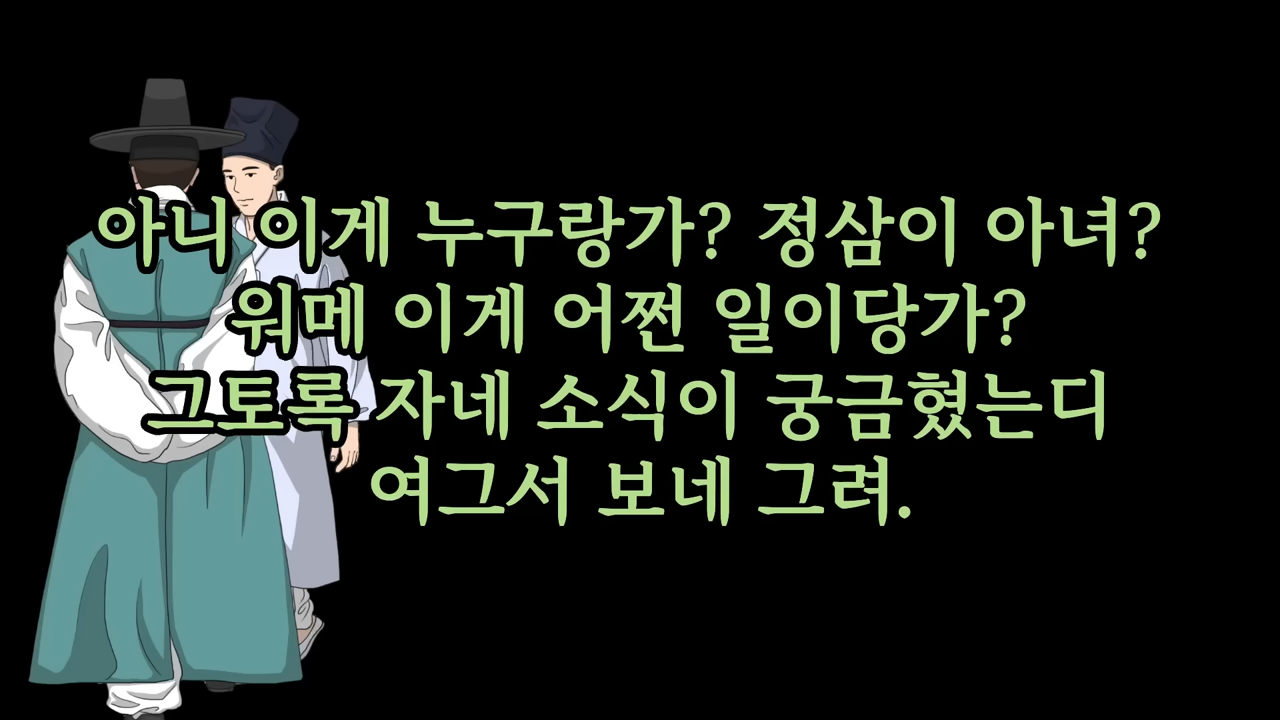 아니 이게 누구랑가? 정삼이 아녀?
워메 이게 어쩐 일이당가?
그토록 자네 소식이 궁금혔는디
여그서 보네 그려.